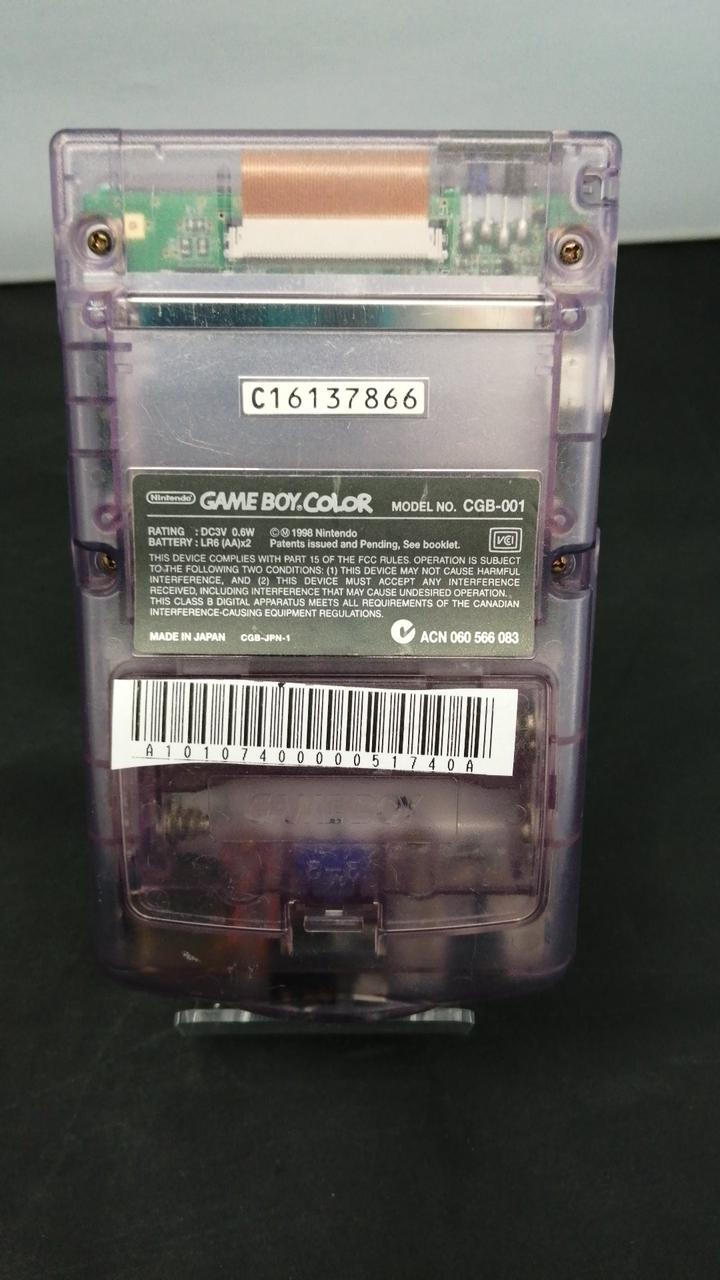 C16137866
Nintendo GAME BOY COLOR MODEL NO. CGB-001
RATING : DC3V 0.6W ©Ⓜ1998 Nintendo
BATTERY : LR6 (AA)x2 Patents issued and Pending, See booklet.
VCI
THIS DEVICE COMPLIES WITH PART 15 OF THE FCC RULES. OPERATION IS SUBJECT
TO THE FOLLOWING TWO CONDITIONS: (1) THIS DEVICE MAY NOT CAUSE HARMFUL
INTERFERENCE, AND (2) THIS DEVICE MUST ACCEPT ANY INTERFERENCE
RECEIVED, INCLUDING INTERFERENCE THAT MAY CAUSE UNDESIRED OPERATION.
THIS CLASS B DIGITAL APPARATUS MEETS ALL REQUIREMENTS OF THE CANADIAN
INTERFERENCE-CAUSING EQUIPMENT REGULATIONS.
MADE IN JAPAN CGB-JPN-1 ACN 060 566 083
A1010740000051740A